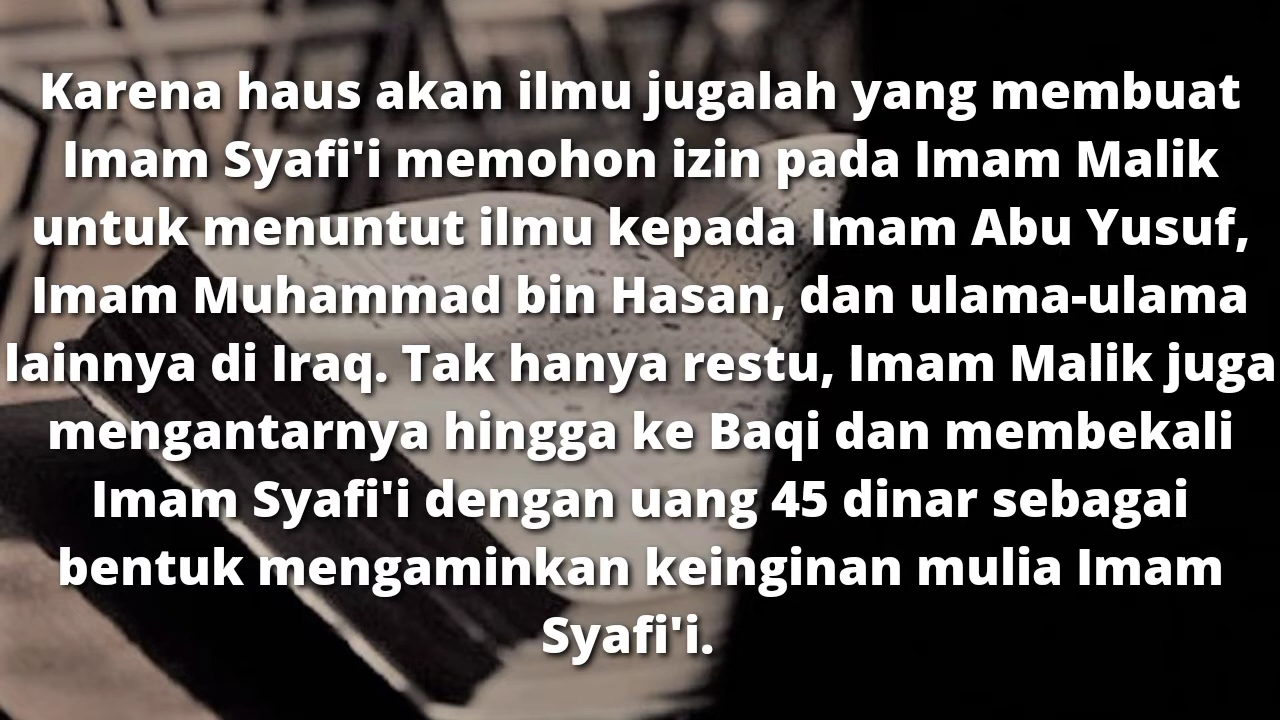 Karena haus akan ilmu jugalah yang membuat
Imam Syafi'i memohon izin pada Imam Malik
untuk menuntut ilmu kepada Imam Abu Yusuf,
Imam Muhammad bin Hasan, dan ulama-ulama
lainnya di Iraq. Tak hanya restu, Imam Malik juga
mengantarnya hingga ke Baqi dan membekali
Imam Syafi'i dengan uang 45 dinar sebagai
bentuk mengaminkan keinginan mulia Imam
Syafi'i.